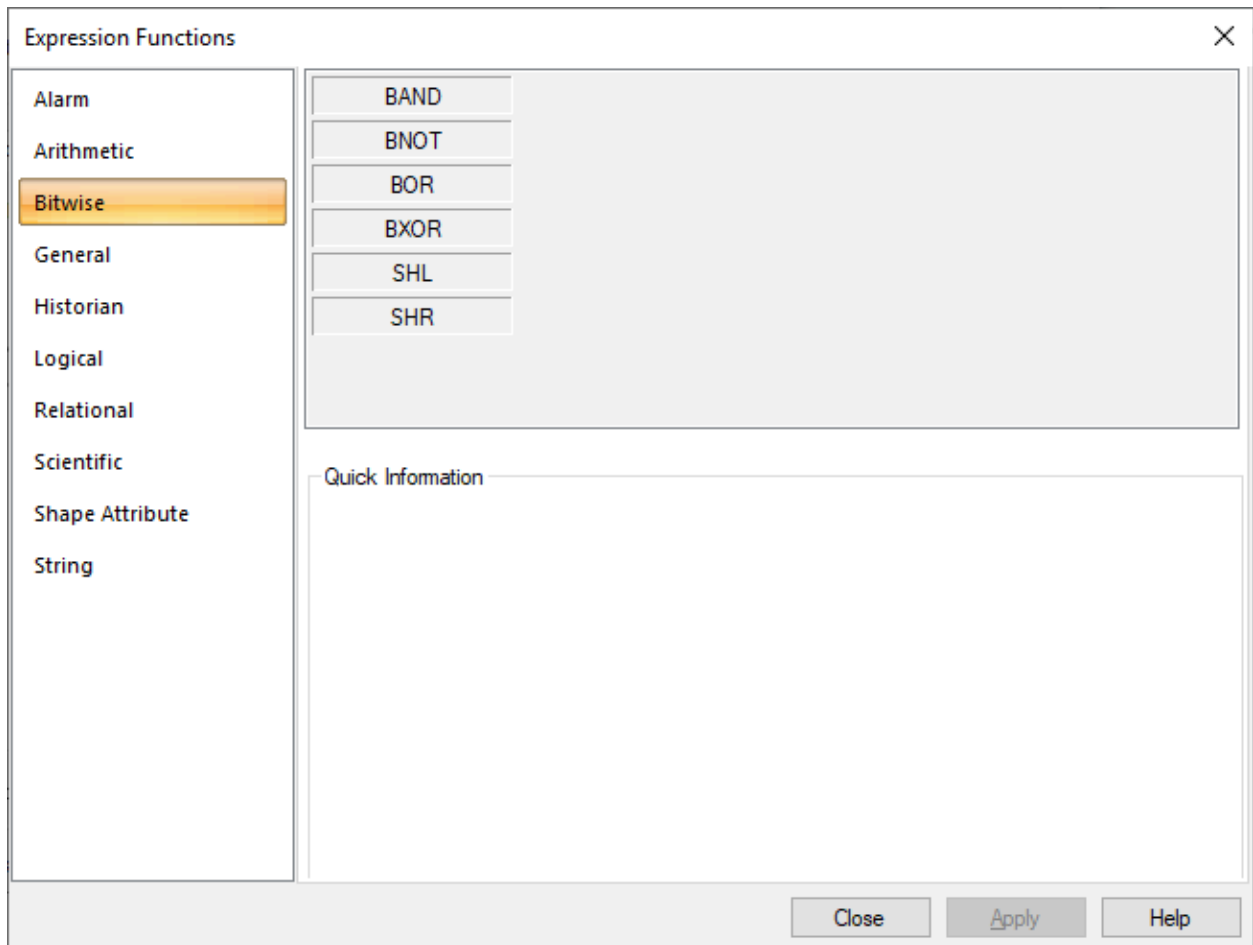 Expression Functions
Alarm
Arithmetic
Bitwise
General
Historian
Logical
Relational
Scientific
Shape Attribute
String
BAND
BNOT
BOR
BXOR
SHL
SHR
Quick Information
Close
Apply
Help